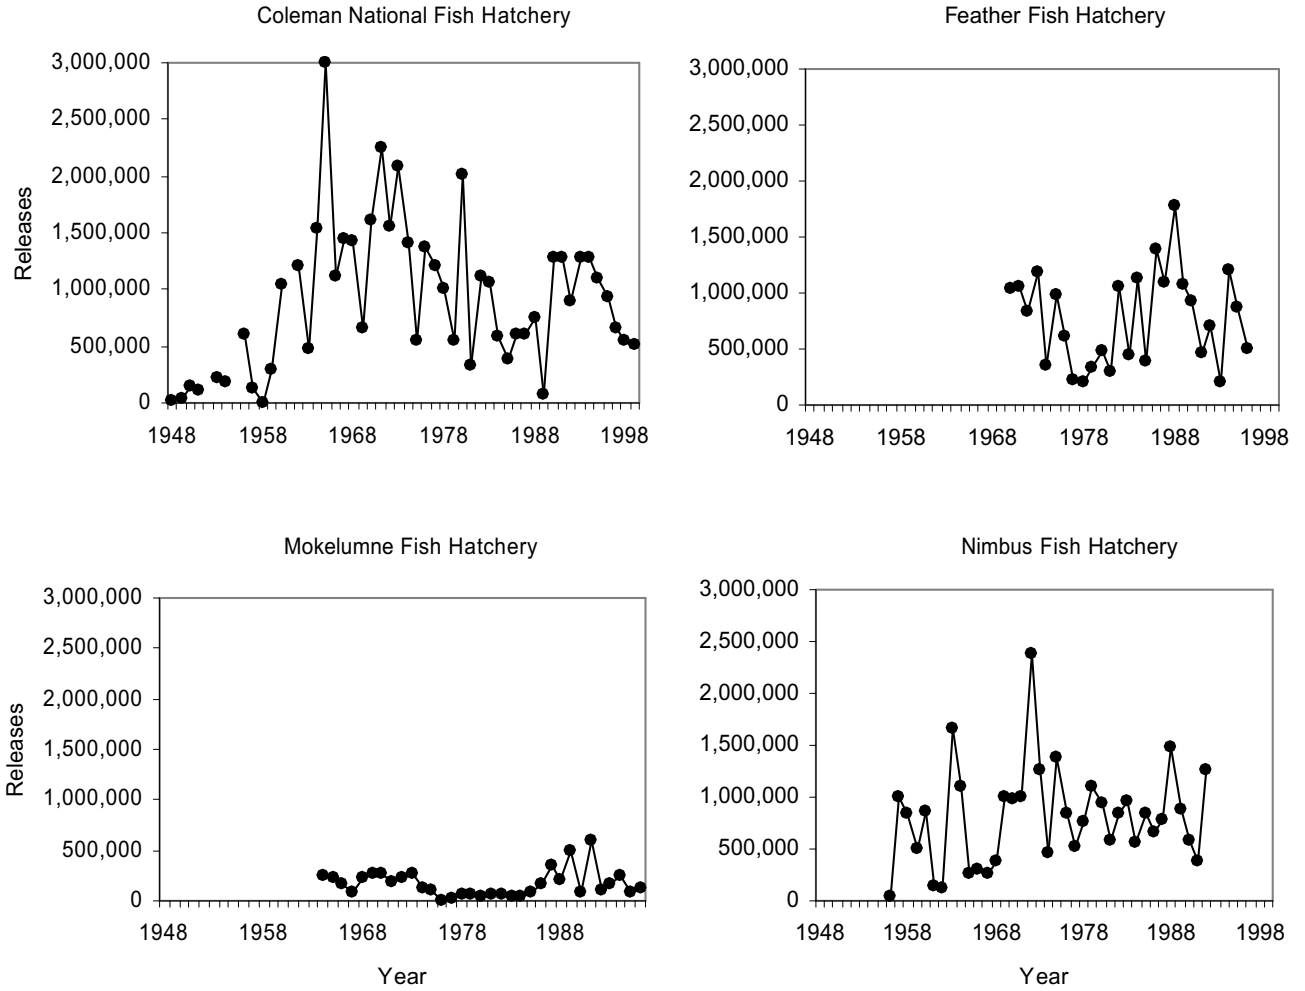 Coleman National Fish Hatchery
Releases
3,000,000
2,500,000
2,000,000
1,500,000
1,000,000
500,000
0
1948 1958 1968 1978 1988 1998
Feather Fish Hatchery
3,000,000
2,500,000
2,000,000
1,500,000
1,000,000
500,000
0
1948 1958 1968 1978 1988 1998
Mokelumne Fish Hatchery
Releases
3,000,000
2,500,000
2,000,000
1,500,000
1,000,000
500,000
0
1948 1958 1968 1978 1988
Year
Nimbus Fish Hatchery
3,000,000
2,500,000
2,000,000
1,500,000
1,000,000
500,000
0
1948 1958 1968 1978 1988 1998
Year